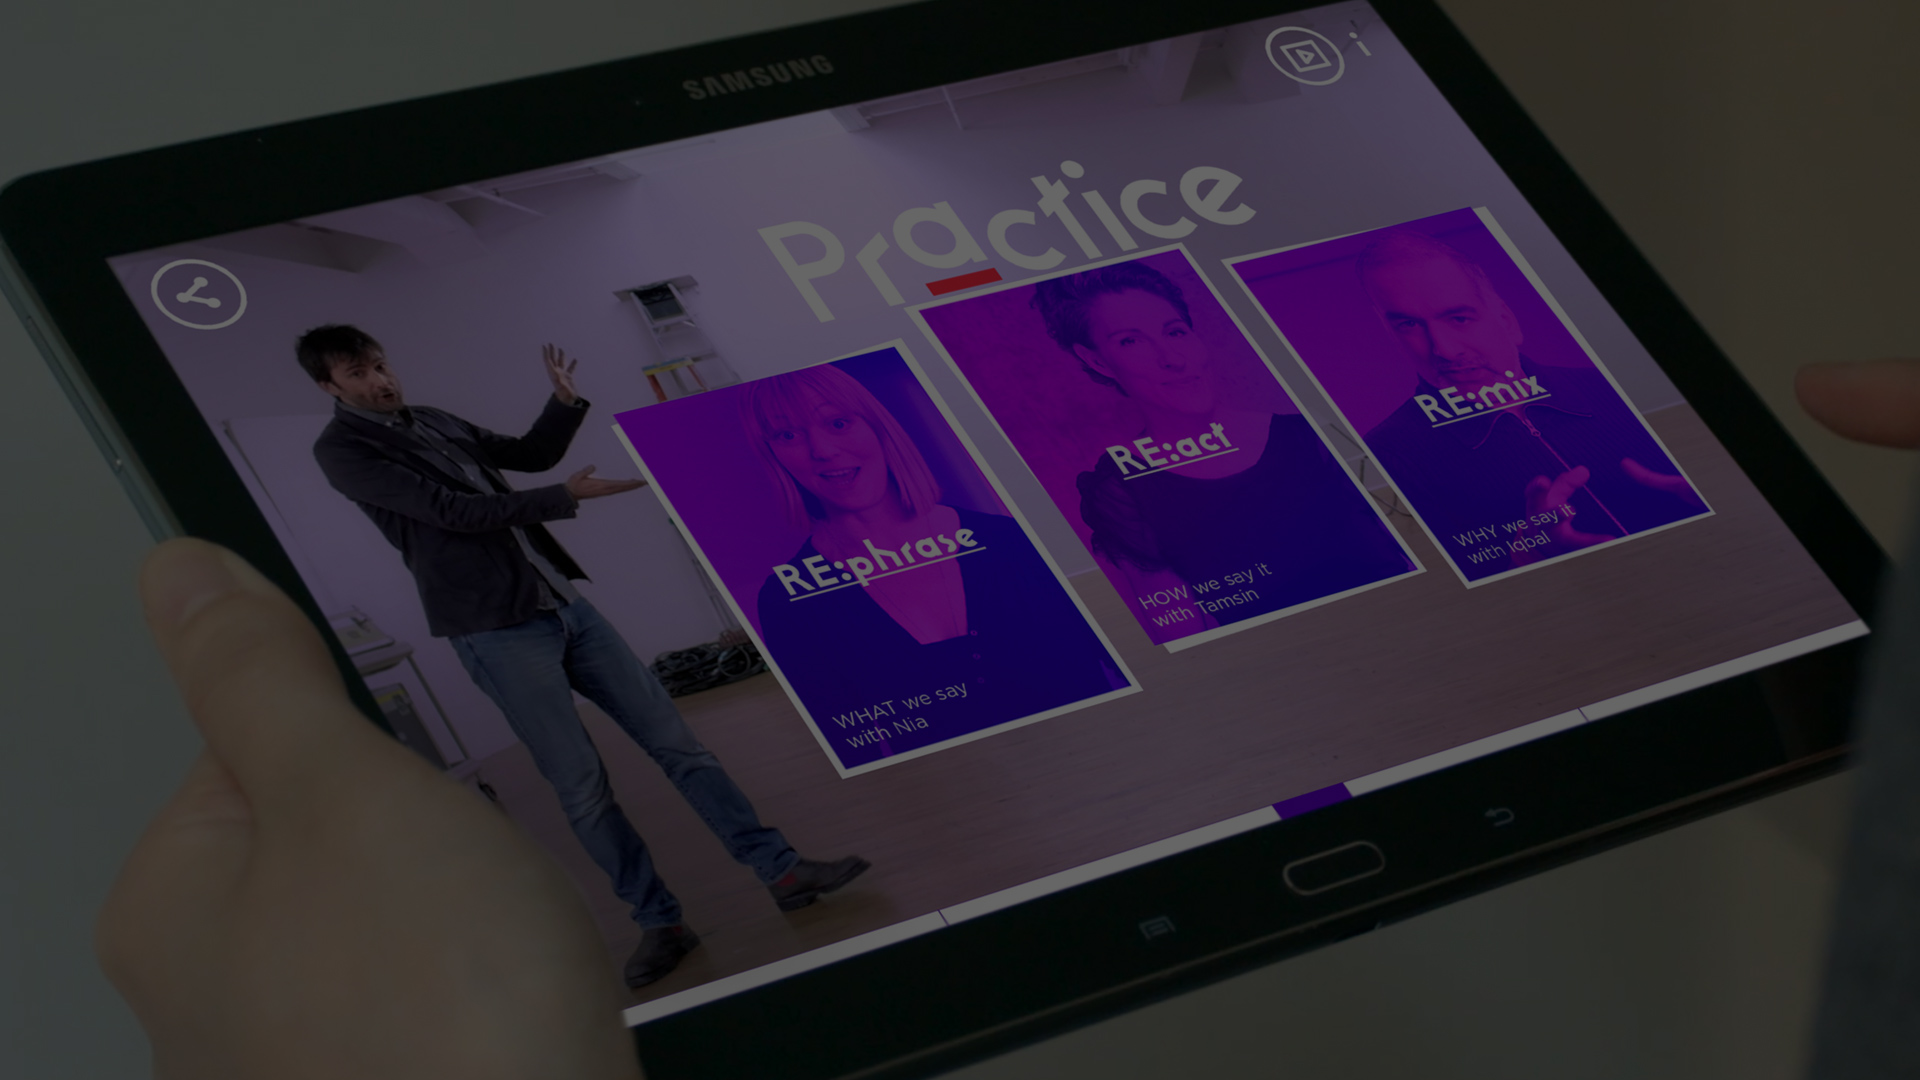 SAMSUNG
i
Practice
RE:phrase
WHAT we say
with Nia
RE:act
HOW we say it
with Tamsin
RE:mix
WHY we say it
with Iqbal